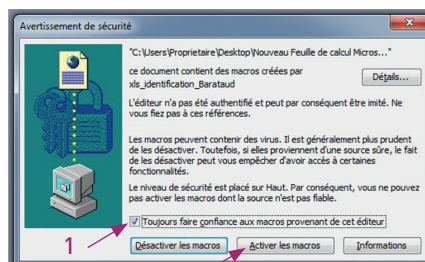 Avertissement de sécurité
"C:\Users\Proprietaire\Desktop\Nouveau Feuille de calcul Micros..."
ce document contient des macros créées par
xls_identification_Barataud
Détails...
L'éditeur n'a pas été authentifié et peut par conséquent être imité. Ne
vous fiez pas à ces références.
Les macros peuvent contenir des virus. Il est généralement plus prudent
de les désactiver. Toutefois, si elles proviennent d'une source sûre, le fait
de les désactiver peut vous empêcher d'avoir accès à certaines
fonctionnalités.
Le niveau de sécurité est placé sur Haut. Par conséquent, vous ne pouvez
pas activer les macros dont la source n'est pas fiable.
Toujours faire confiance aux macros provenant de cet éditeur
1
Désactiver les macros
Activer les macros
Informations